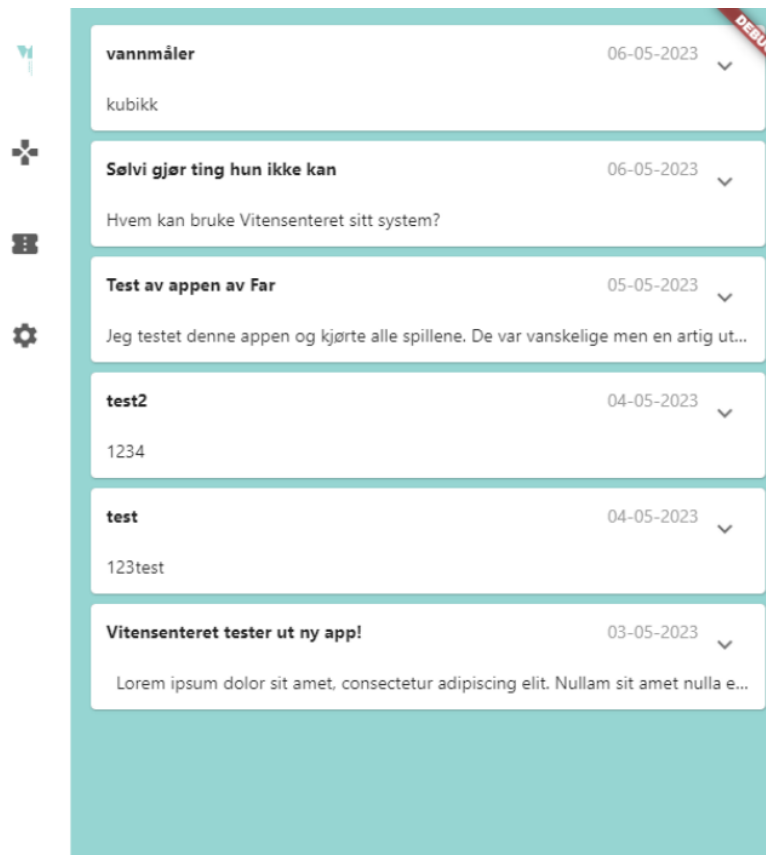 vannmåler
06-05-2023
kubikk
Sølvi gjør ting hun ikke kan
06-05-2023
Hvem kan bruke Vitensenteret sitt system?
Test av appen av Far
05-05-2023
Jeg testet denne appen og kjørte alle spillene. De var vanskelige men en artig ut...
test2
04-05-2023
1234
test
04-05-2023
123test
Vitensenteret tester ut ny app!
03-05-2023
Lorem ipsum dolor sit amet, consectetur adipiscing elit. Nullam sit amet nulla e...